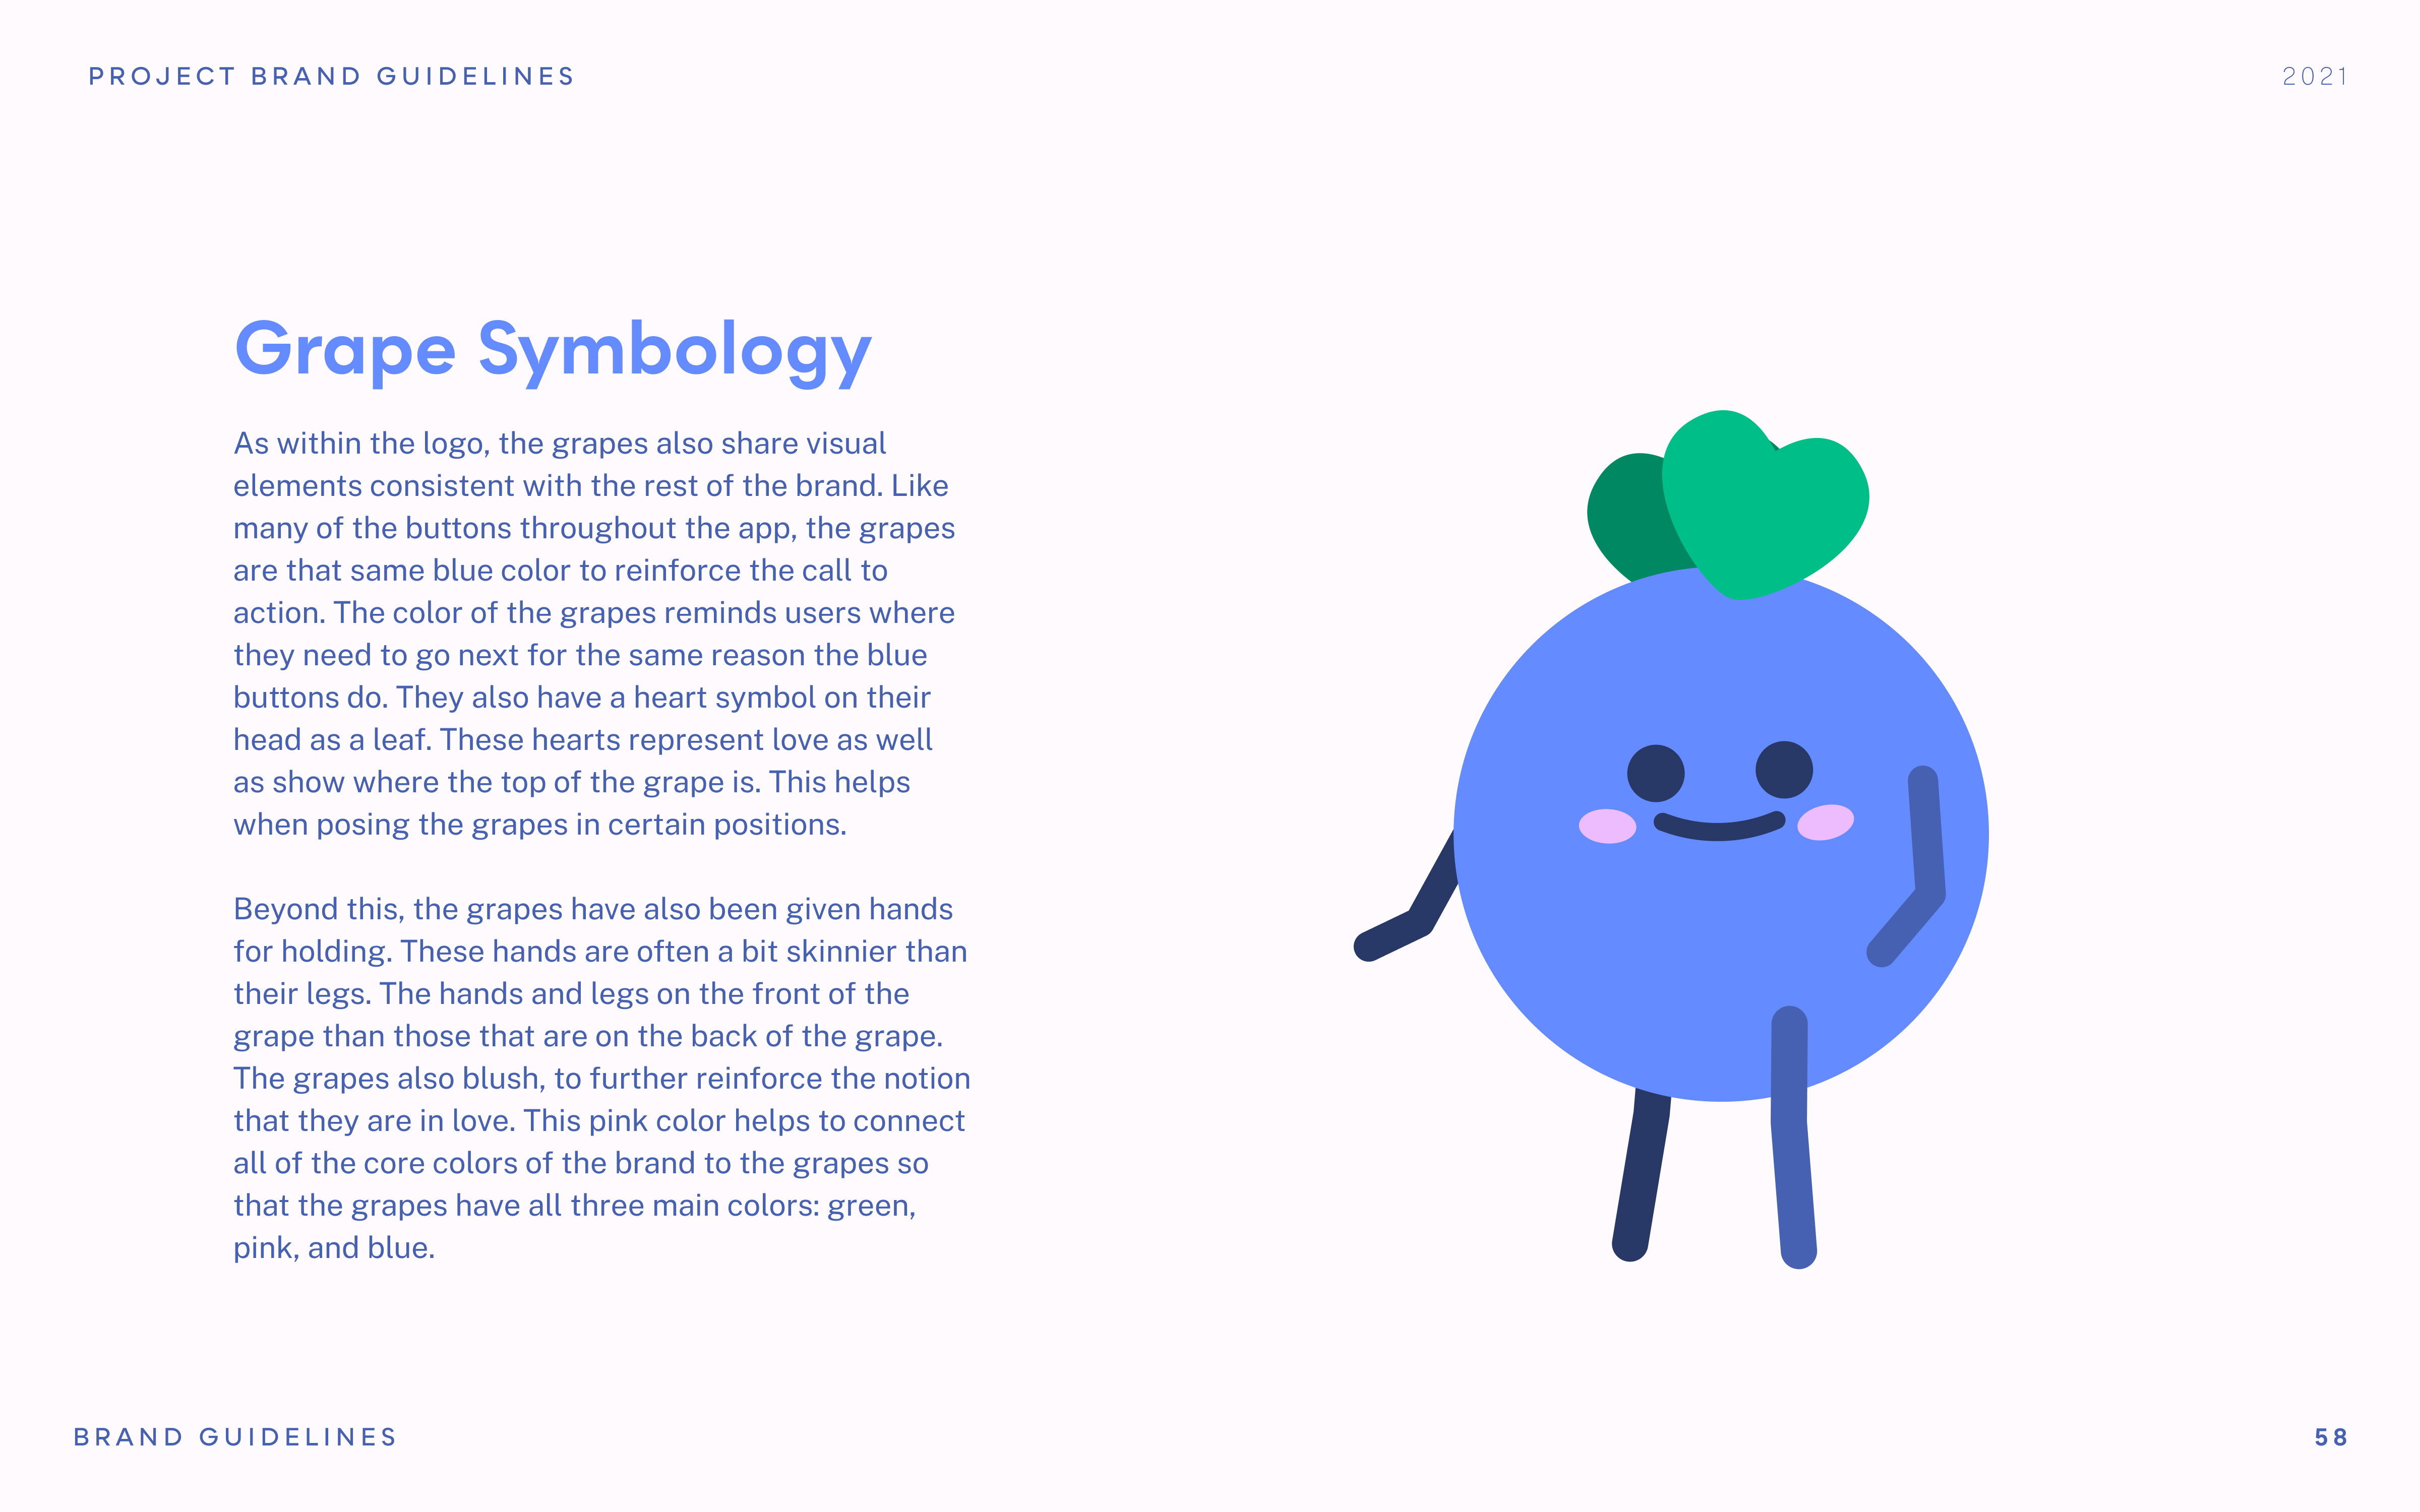 PROJECT BRAND GUIDELINES
2021
Grape Symbology
As within the logo, the grapes also share visual
elements consistent with the rest of the brand. Like
many of the buttons throughout the app, the grapes
are that same blue color to reinforce the call to
action. The color of the grapes reminds users where
they need to go next for the same reason the blue
buttons do. They also have a heart symbol on their
head as a leaf. These hearts represent love as well
as show where the top of the grape is. This helps
when posing the grapes in certain positions.
Beyond this, the grapes have also been given hands
for holding. These hands are often a bit skinnier than
their legs. The hands and legs on the front of the
grape than those that are on the back of the grape.
The grapes also blush, to further reinforce the notion
that they are in love. This pink color helps to connect
all of the core colors of the brand to the grapes so
that the grapes have all three main colors: green,
pink, and blue.
BRAND GUIDELINES
58